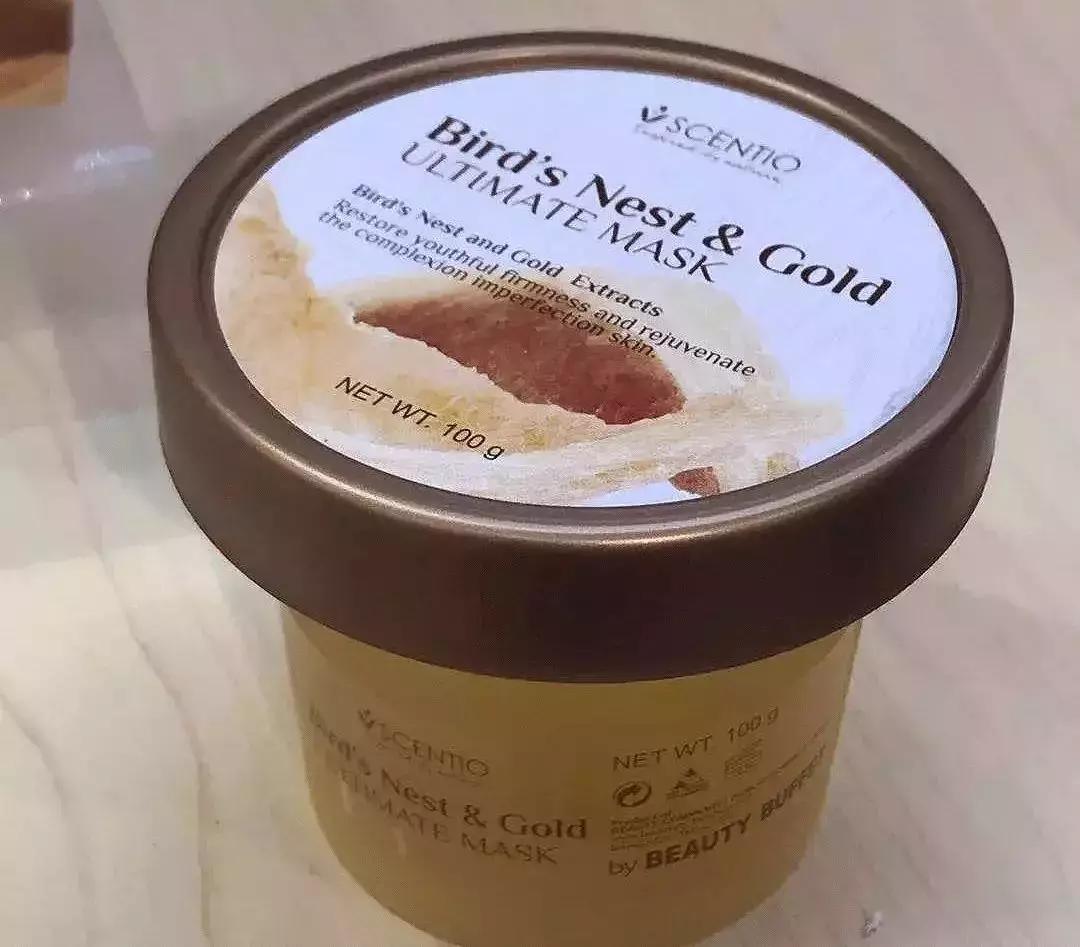 SCENTIO
Bird's Nest & Gold
ULTIMATE MASK
Bird's Nest and Gold Extracts
Restore youthful firmness and rejuvenate
the complexion imperfection skin.
NET WT. 100 g
SCENTIO
Bird's Nest & Gold
ULTIMATE MASK
NET WT. 100 g
by BEAUTY BUFFET